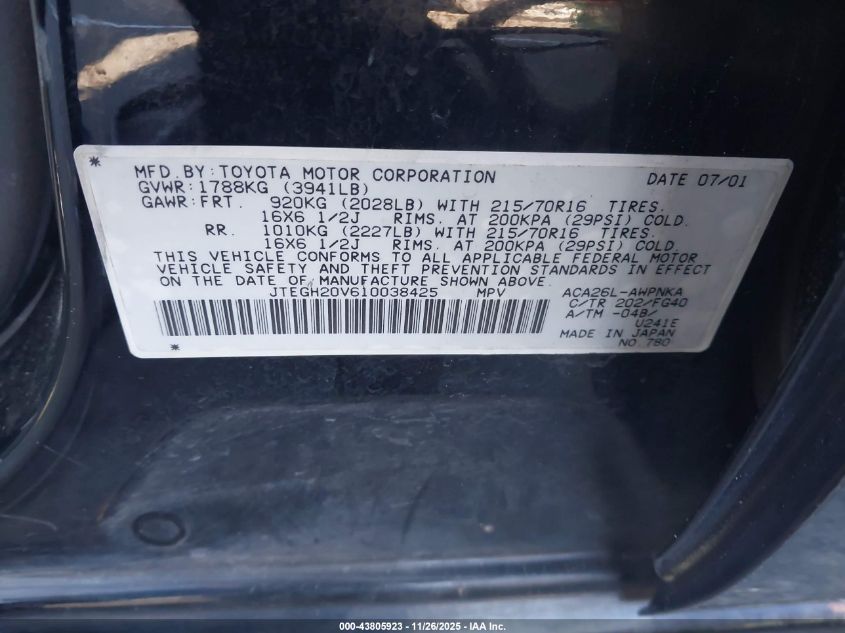 * MFD.BY:TOYOTA MOTOR CORPORATION DATE 07/01
GVWR:1788KG (3941LB)
GAWR:FRT. 920KG (2028LB) WITH 215/70R16 TIRES.
16X6 1/2J RIMS. AT 200KPA (29PSI) COLD.
RR. 1010KG (2227LB) WITH 215/70R16 TIRES.
16X6 1/2J RIMS. AT 200KPA (29PSI) COLD.
THIS VEHICLE CONFORMS TO ALL APPLICABLE FEDERAL MOTOR
VEHICLE SAFETY AND THEFT PREVENTION STANDARDS IN EFFECT
ON THE DATE OF MANUFACTURE SHOWN ABOVE.
JTEGH20V610038425 MPV ACA26L-AWPNKA
C/TR 202/FG40
A/TM -04B/
U241E
MADE IN JAPAN
* NO.780
000-43805923 - 11/26/2025 - IAA Inc.